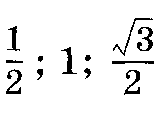 1/2 ; 1; √3/2